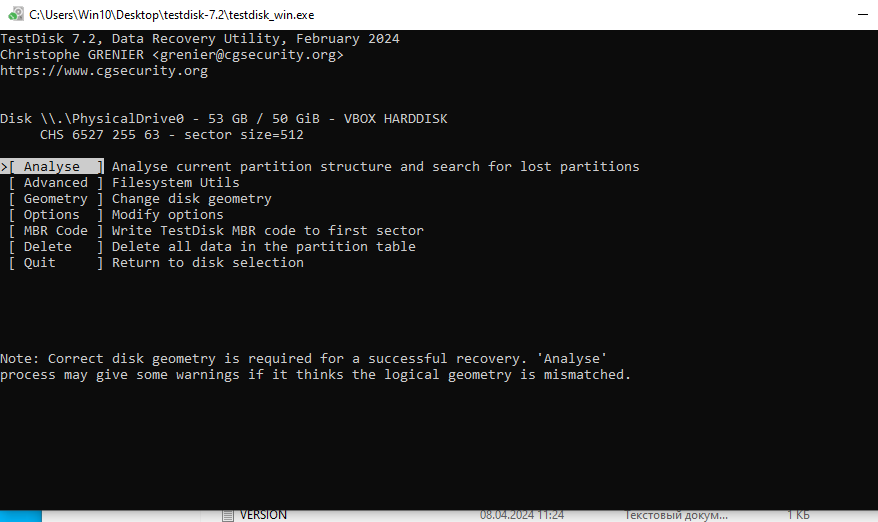 C:\Users\Win10\Desktop\testdisk-7.2\testdisk_win.exe
TestDisk 7.2, Data Recovery Utility, February 2024
Christophe GRENIER <grenier@cgsecurity.org>
https://www.cgsecurity.org
Disk \\.\PhysicalDrive0 - 53 GB / 50 GiB - VBOX HARDDISK
CHS 6527 255 63 - sector size=512
>[ Analyse ] Analyse current partition structure and search for lost partitions
[ Advanced ] Filesystem Utils
[ Geometry ] Change disk geometry
[ Options ] Modify options
[ MBR Code ] Write TestDisk MBR code to first sector
[ Delete ] Delete all data in the partition table
[ Quit ] Return to disk selection
Note: Correct disk geometry is required for a successful recovery. 'Analyse'
process may give some warnings if it thinks the logical geometry is mismatched.
VERSION 08.04.2024 11:24 Текстовый докум... 1 КБ